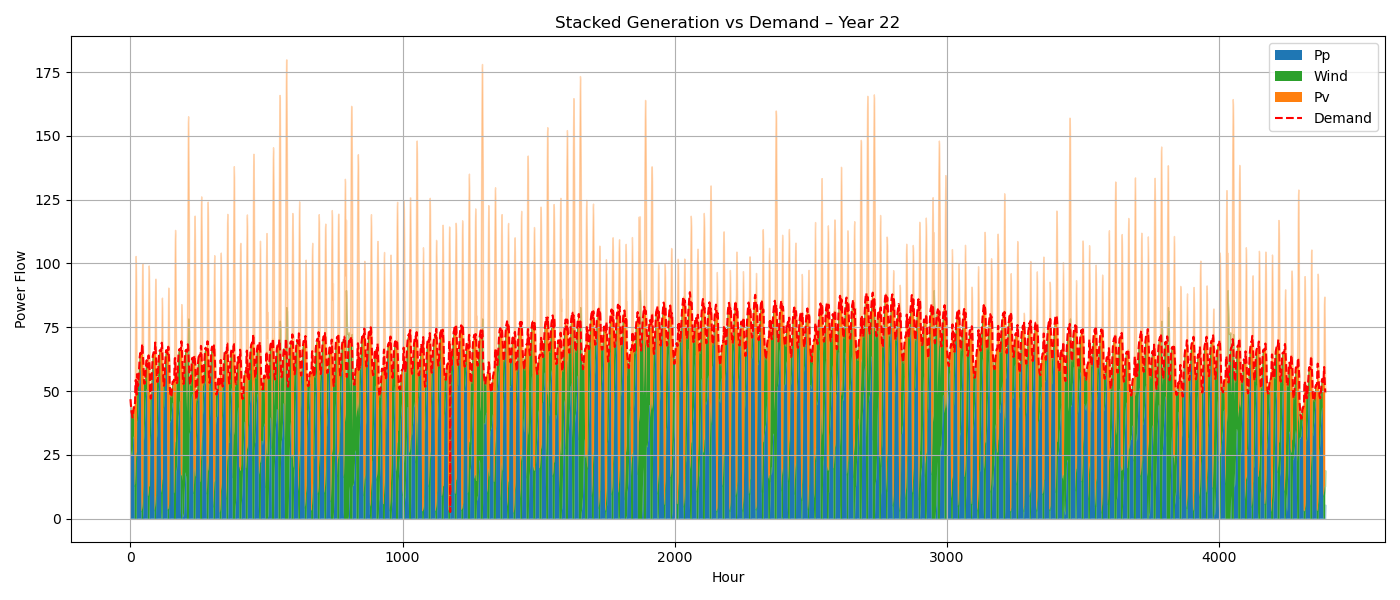 Stacked Generation vs Demand – Year 22
Pp
Wind
Pv
Demand
175
150
125
100
75
50
25
0
Power Flow
0 1000 2000 3000 4000
Hour